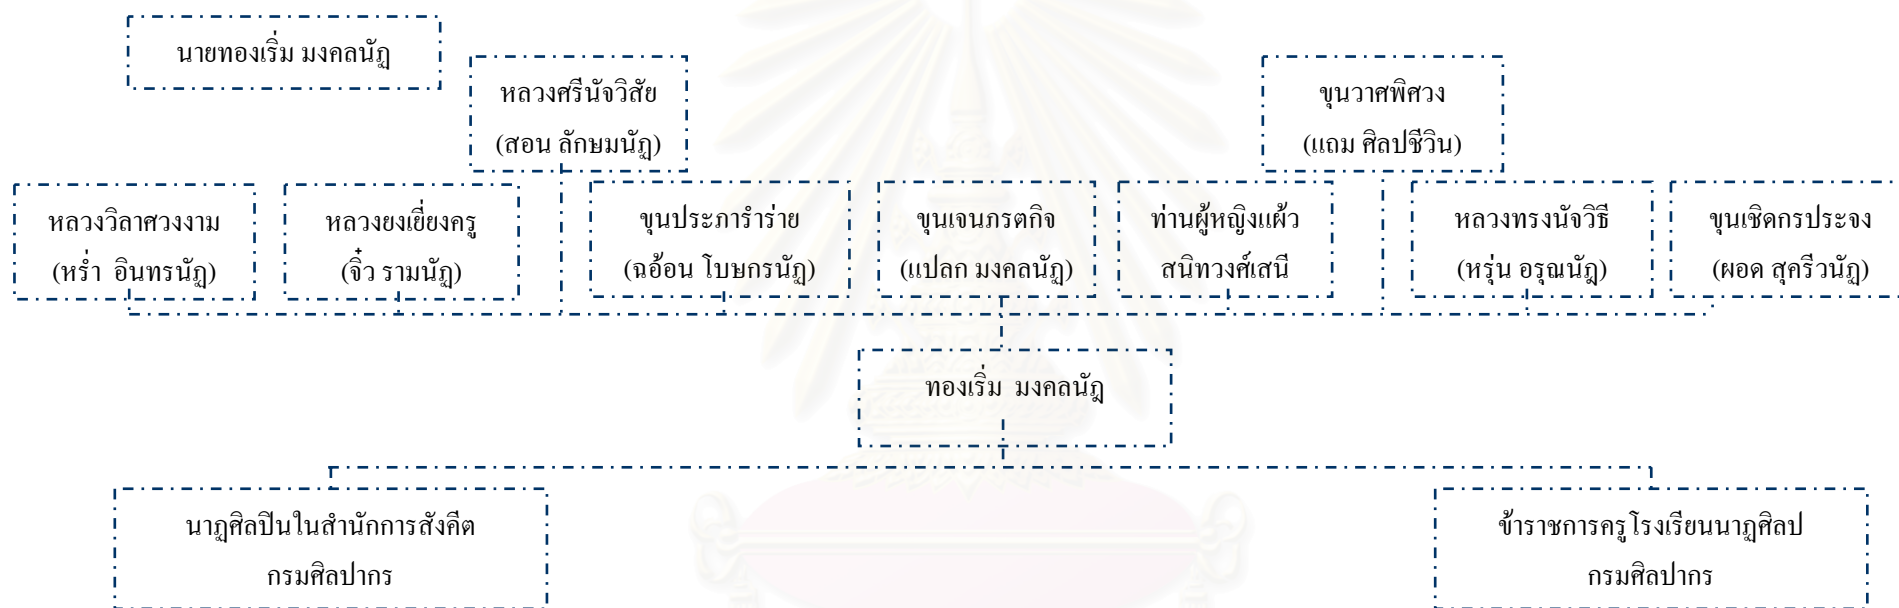 นายทองเริ่ม มงคลนัฏ
หลวงศรีนัจวิสัย
(สอน ลักษมนัฏ)
ขุนวาศพิศวง
(แถม ศิลปชีวิน)
หลวงวิลาศวงงาม
(หร่ำ อินทรนัฏ)
หลวงยงเยี่ยงครู
(จิ๋ว รามนัฏ)
ขุนประภารำร่าย
(ฉอ้อน โบษกรนัฏ)
ขุนเจนภรตกิจ
(แปลก มงคลนัฏ)
ท่านผู้หญิงแผ้ว
สนิทวงศ์เสนี
หลวงทรงนัจวิธี
(หรุ่น อรุณนัฎ)
ขุนเชิดกรประจง
(ผอด สุครีวนัฏ)
ทองเริ่ม มงคลนัฎ
นาฏศิลปินในสำนักการสังคีต
กรมศิลปากร
ข้าราชการครูโรงเรียนนาฏศิลป
กรมศิลปากร